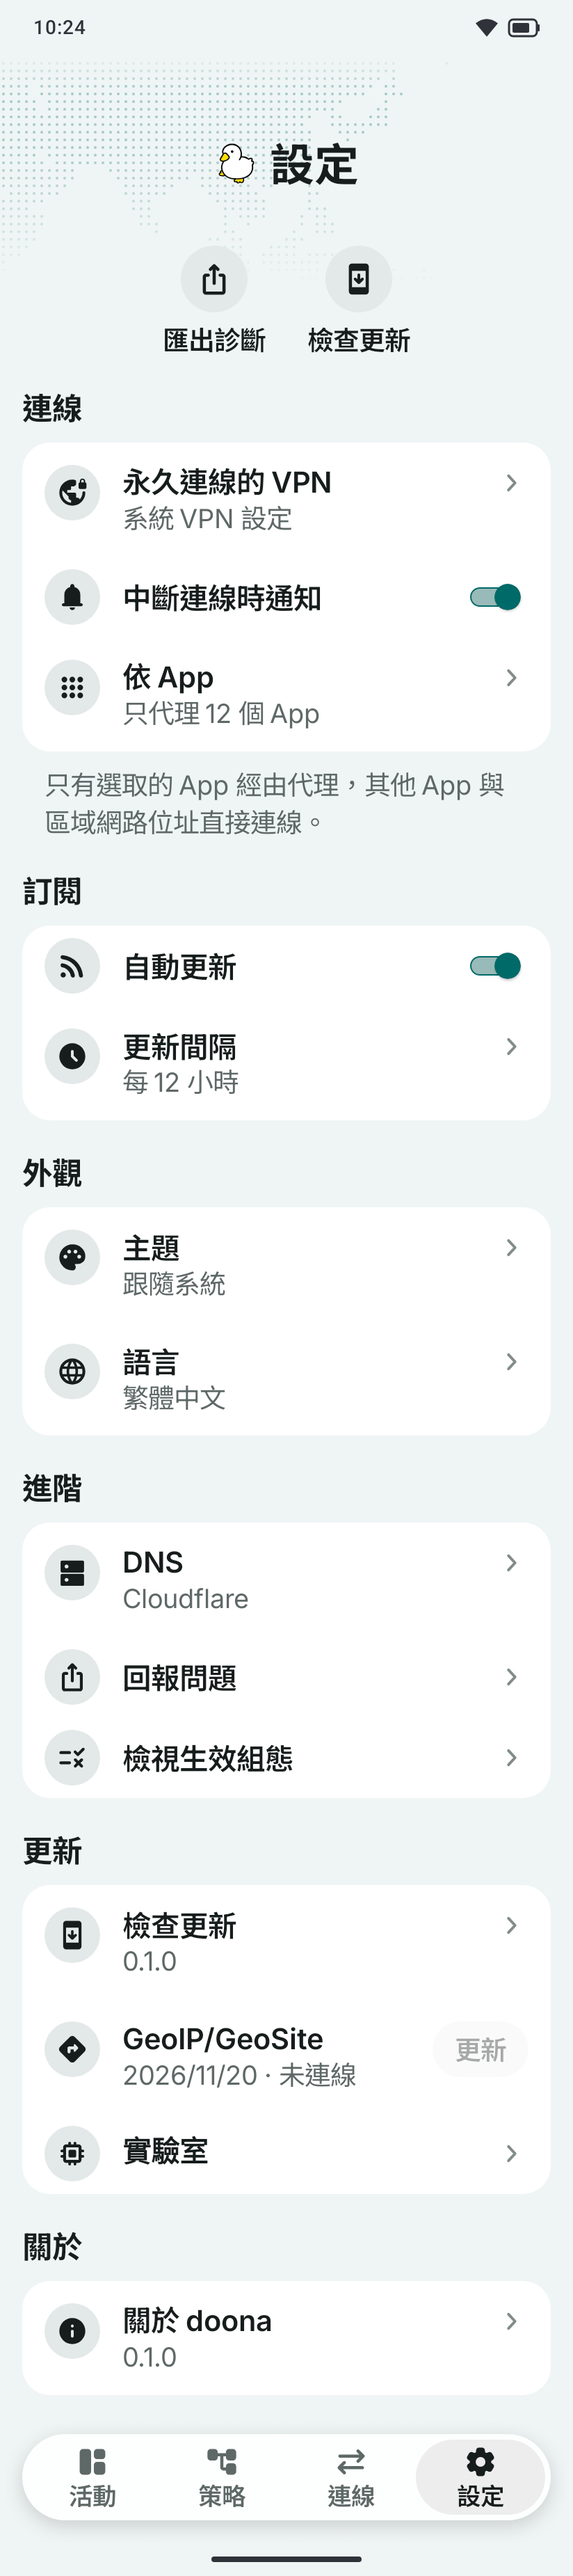 10:24
設定
匯出診斷
檢查更新
連線
永久連線的 VPN
系統 VPN 設定
中斷連線時通知
依 App
只代理 12 個 App
只有選取的 App 經由代理，其他 App 與
區域網路位址直接連線。
訂閱
自動更新
更新間隔
每 12 小時
外觀
主題
跟隨系統
語言
繁體中文
進階
DNS
Cloudflare
回報問題
檢視生效組態
更新
檢查更新
0.1.0
GeoIP/GeoSite
2026/11/20 · 未連線
更新
實驗室
關於
關於 doona
0.1.0
活動
策略
連線
設定